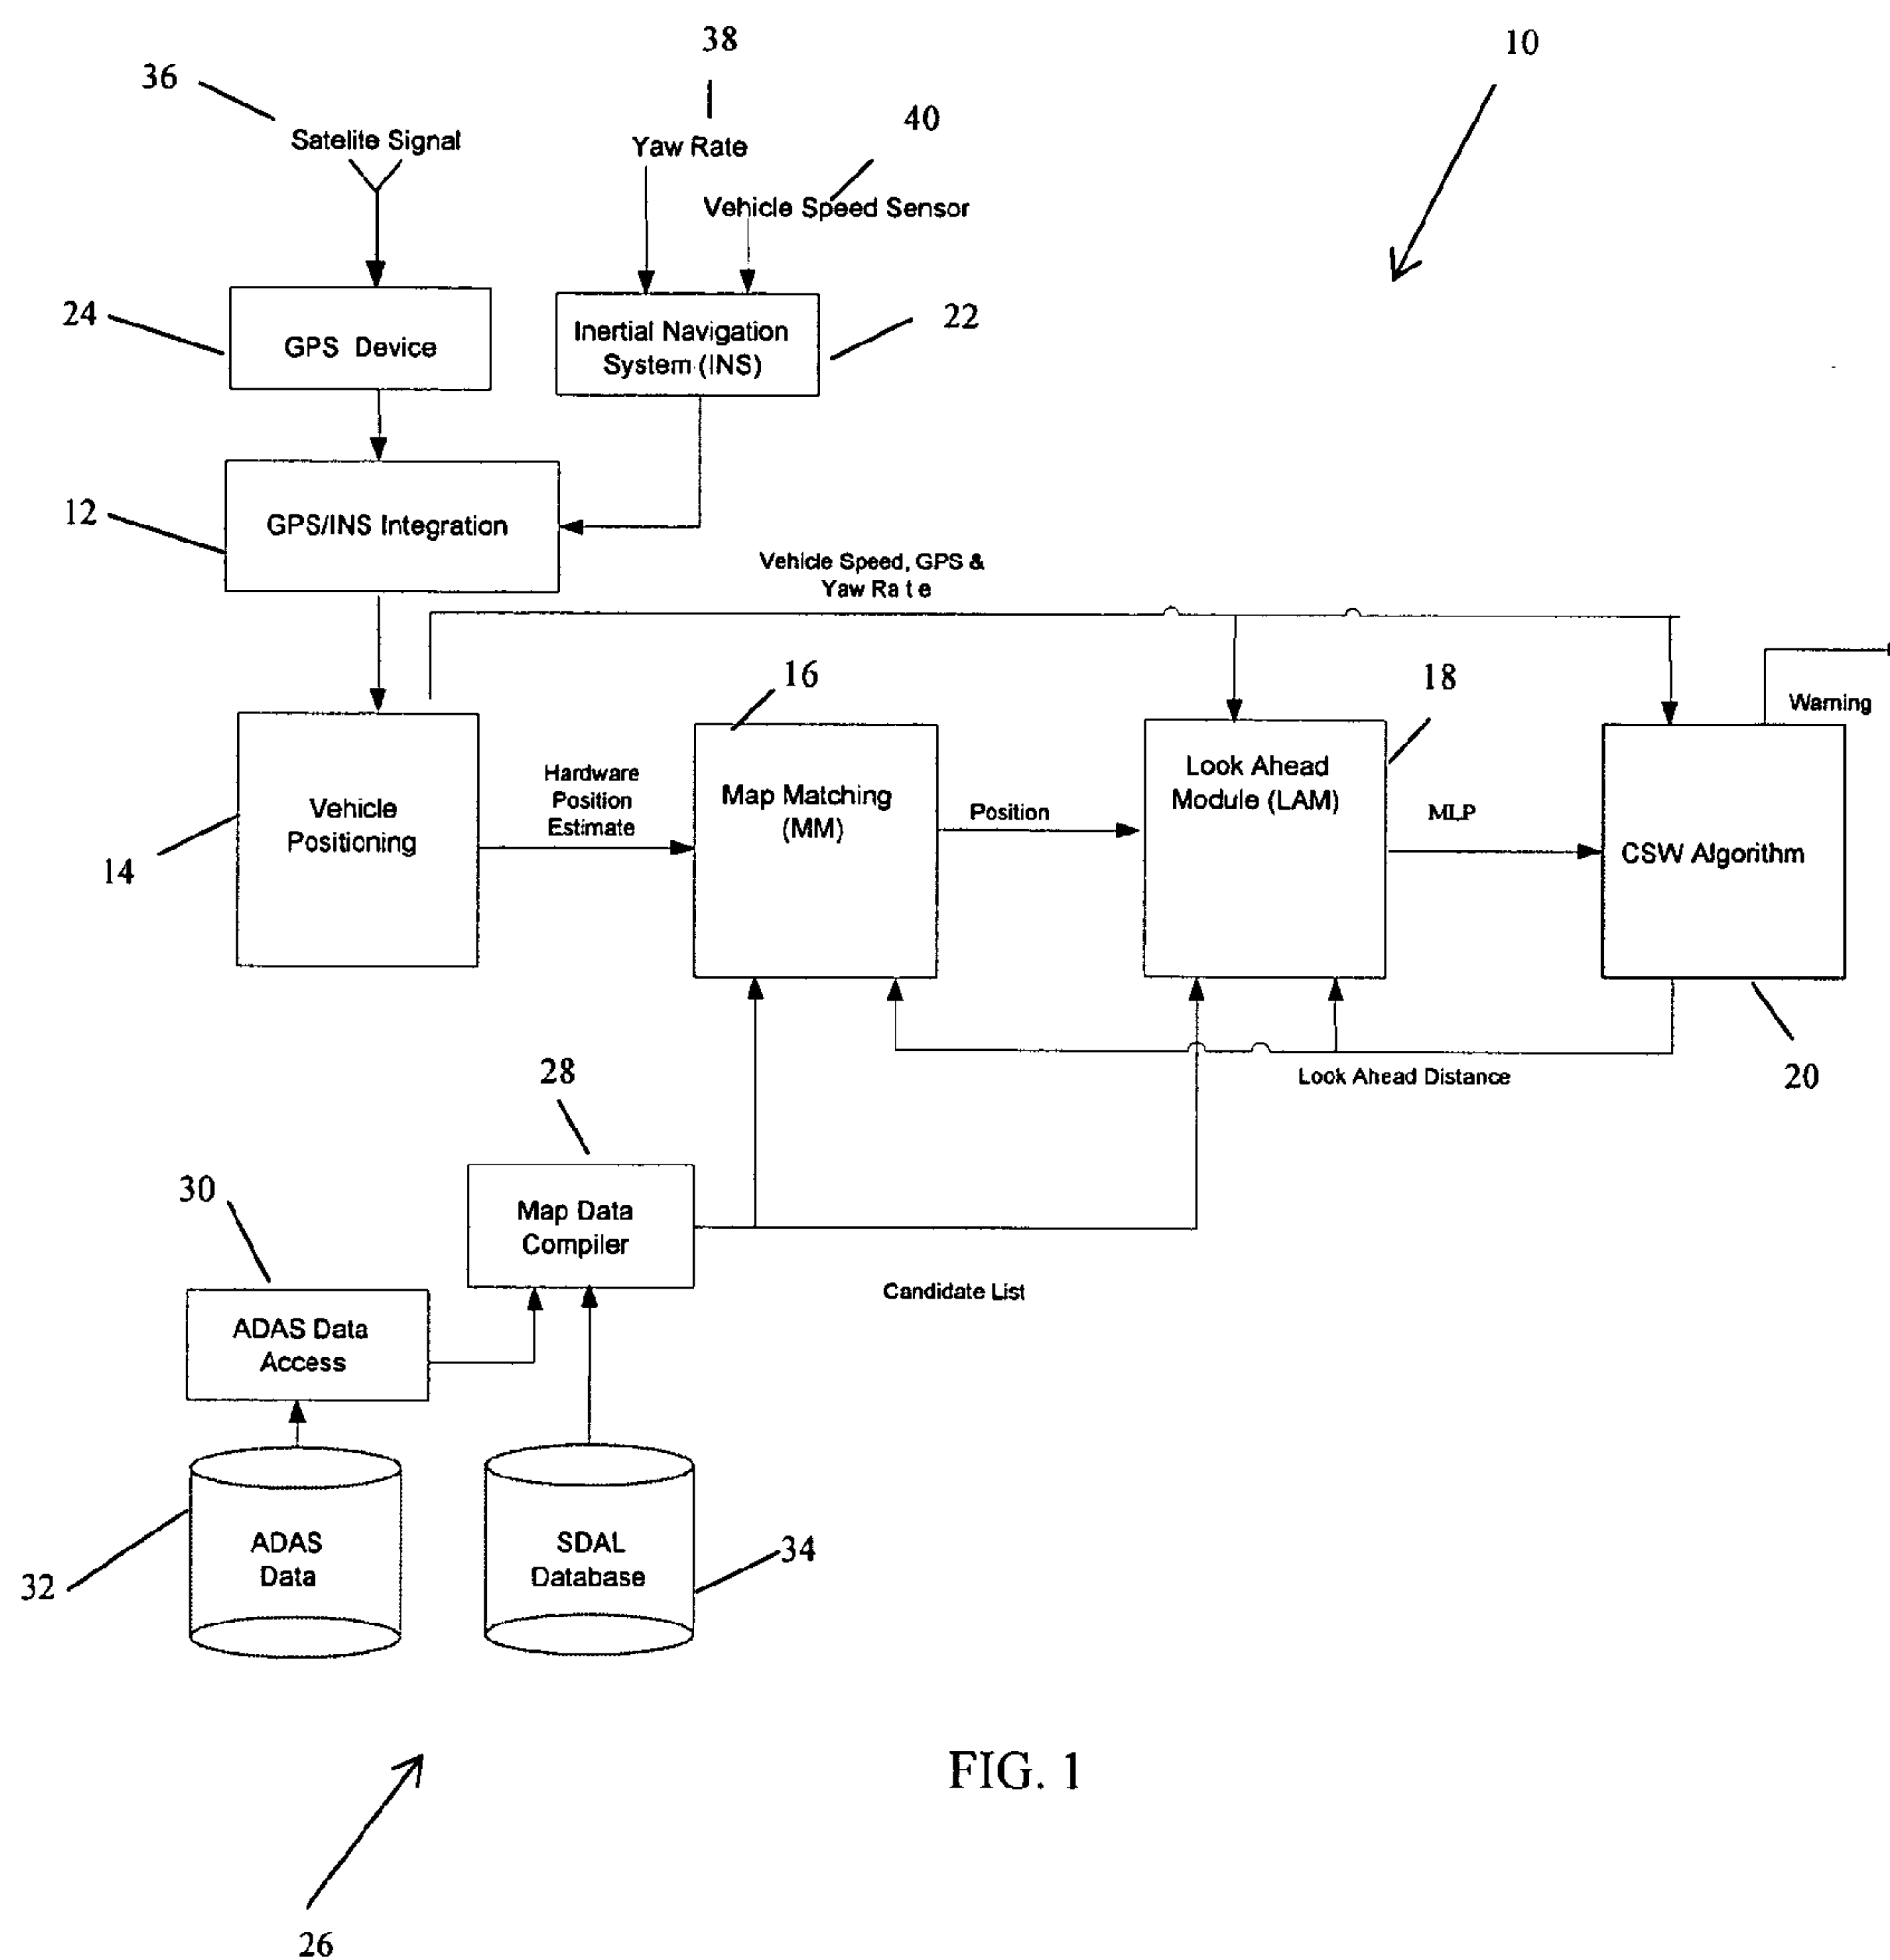 38
10
36
40
Satelite Signal
Yaw Rate
Vehicle Speed Sensor
24
GPS Device
Inertial Navigation
System (INS)
22
12
GPS/INS Integration
Vehicle Speed, GPS &
Yaw Rate
16
18
Warning
Vehicle
Positioning
14
Hardware
Position
Estimate
Map Matching
(MM)
Position
Look Ahead
Module (LAM)
MLP
CSW Algorithm
20
Look Ahead Distance
28
30
Map Data
Compiler
Candidate List
ADAS Data
Access
32
ADAS
Data
SDAL
Database
34
FIG. 1
26